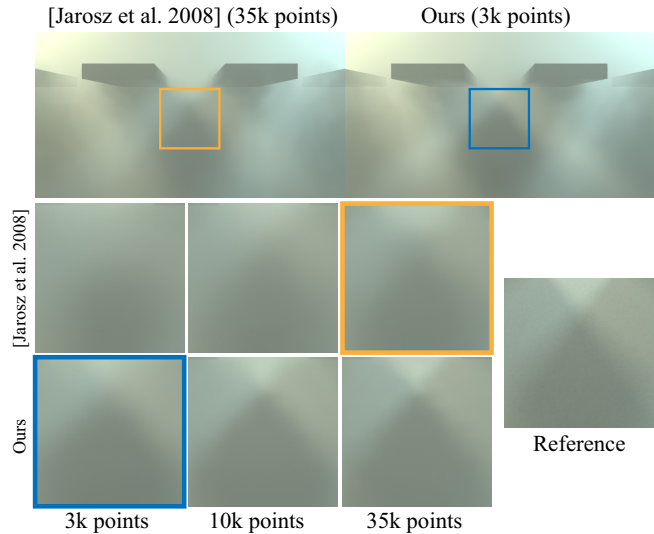 [Jarosz et al. 2008] (35k points)
Ours (3k points)
[Jarosz et al. 2008]
Ours
Reference
3k points
10k points
35k points